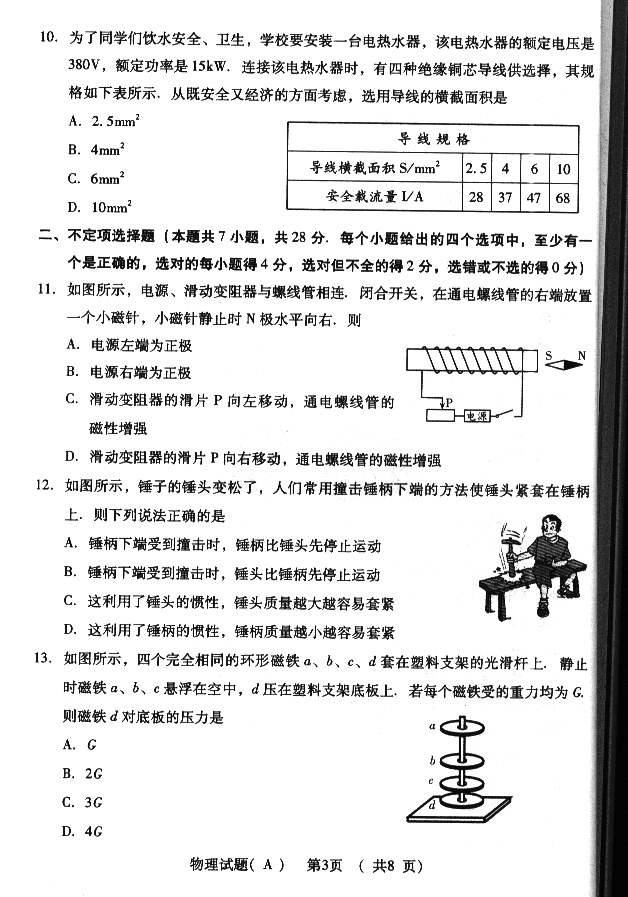 10. 为了同学们饮水安全、卫生，学校要安装一台电热水器，该电热水器的额定电压是
380V，额定功率是15kW. 连接该电热水器时，有四种绝缘铜芯导线供选择，其规
格如下表所示. 从既安全又经济的方面考虑，选用导线的横截面积是
A. 2.5mm²
B. 4mm²
C. 6mm²
D. 10mm²
导线规格
导线横截面积 S/mm² 2.5 4 6 10
安全载流量 I/A 28 37 47 68
二、不定项选择题（本题共7小题，共28分. 每个小题给出的四个选项中，至少有一
个是正确的，选对的每小题得4分，选对但不全的得2分，选错或不选的得0分）
11. 如图所示，电源、滑动变阻器与螺线管相连. 闭合开关，在通电螺线管的右端放置
一个小磁针，小磁针静止时N极水平向右. 则
A. 电源左端为正极
B. 电源右端为正极
C. 滑动变阻器的滑片P向左移动，通电螺线管的
磁性增强
D. 滑动变阻器的滑片P向右移动，通电螺线管的磁性增强
S N
P
电源
12. 如图所示，锤子的锤头变松了，人们常用撞击锤柄下端的方法使锤头紧套在锤柄
上. 则下列说法正确的是
A. 锤柄下端受到撞击时，锤柄比锤头先停止运动
B. 锤柄下端受到撞击时，锤头比锤柄先停止运动
C. 这利用了锤头的惯性，锤头质量越大越容易套紧
D. 这利用了锤柄的惯性，锤柄质量越小越容易套紧
13. 如图所示，四个完全相同的环形磁铁a、b、c、d套在塑料支架的光滑杆上. 静止
时磁铁a、b、c悬浮在空中，d压在塑料支架底板上. 若每个磁铁受的重力均为G.
则磁铁d对底板的压力是
A. G
B. 2G
C. 3G
D. 4G
a
b
c
d
物理试题( A ) 第3页 ( 共8 页)